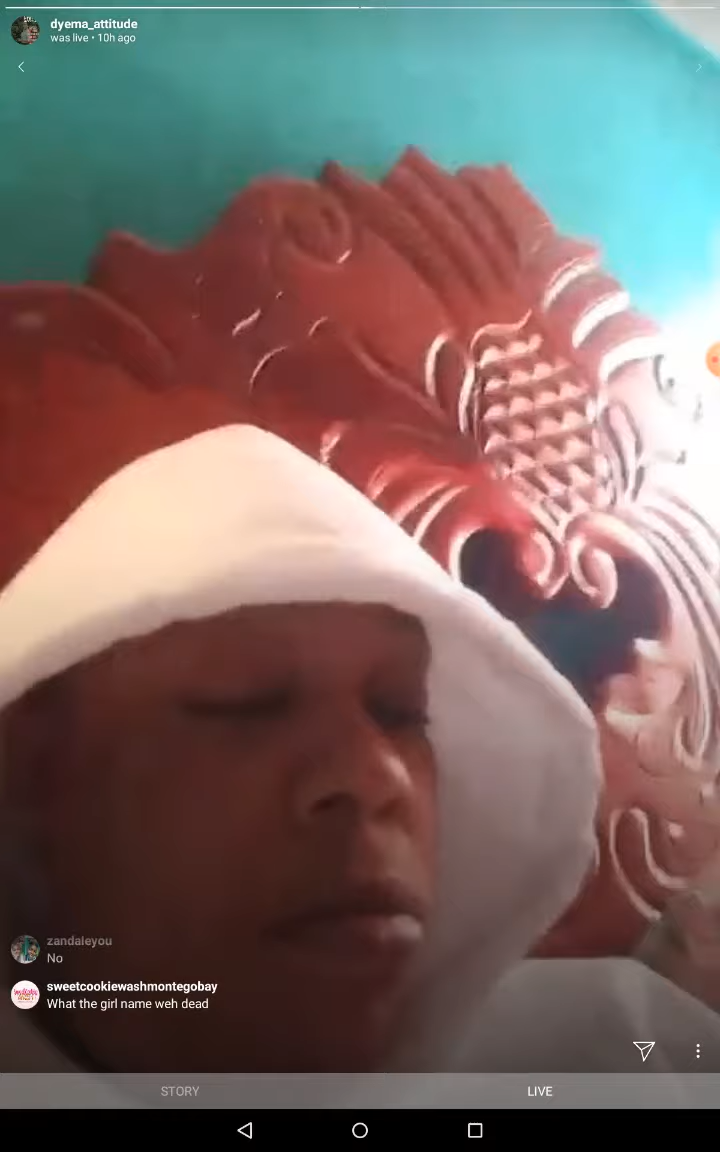 dyema_attitude
was live • 10h ago
zandaleyou
No
sweetcookiewashmontegobay
What the girl name weh dead
STORY
LIVE